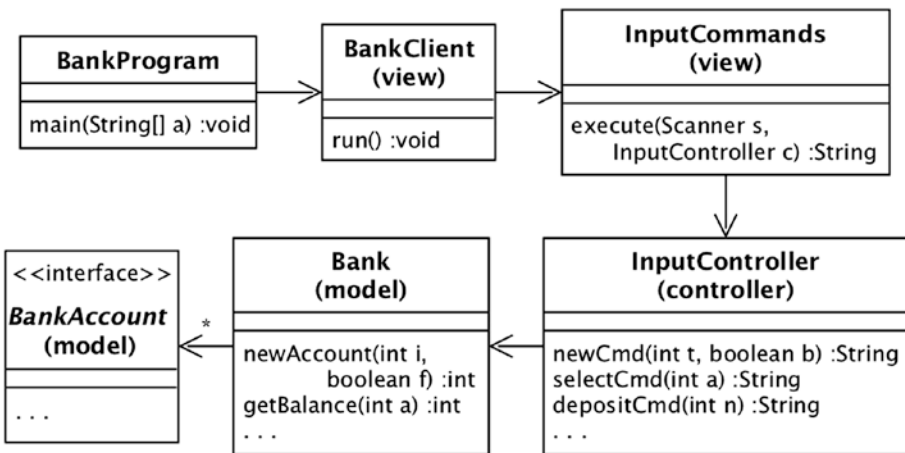 BankProgram
main(String[] a) :void
BankClient
(view)
run() :void
InputCommands
(view)
execute(Scanner s,
InputController c) :String
<<interface>>
BankAccount
(model)
. . .
*
Bank
(model)
newAccount(int i,
boolean f) :int
getBalance(int a) :int
. . .
InputController
(controller)
newCmd(int t, boolean b) :String
selectCmd(int a) :String
depositCmd(int n) :String
. . .